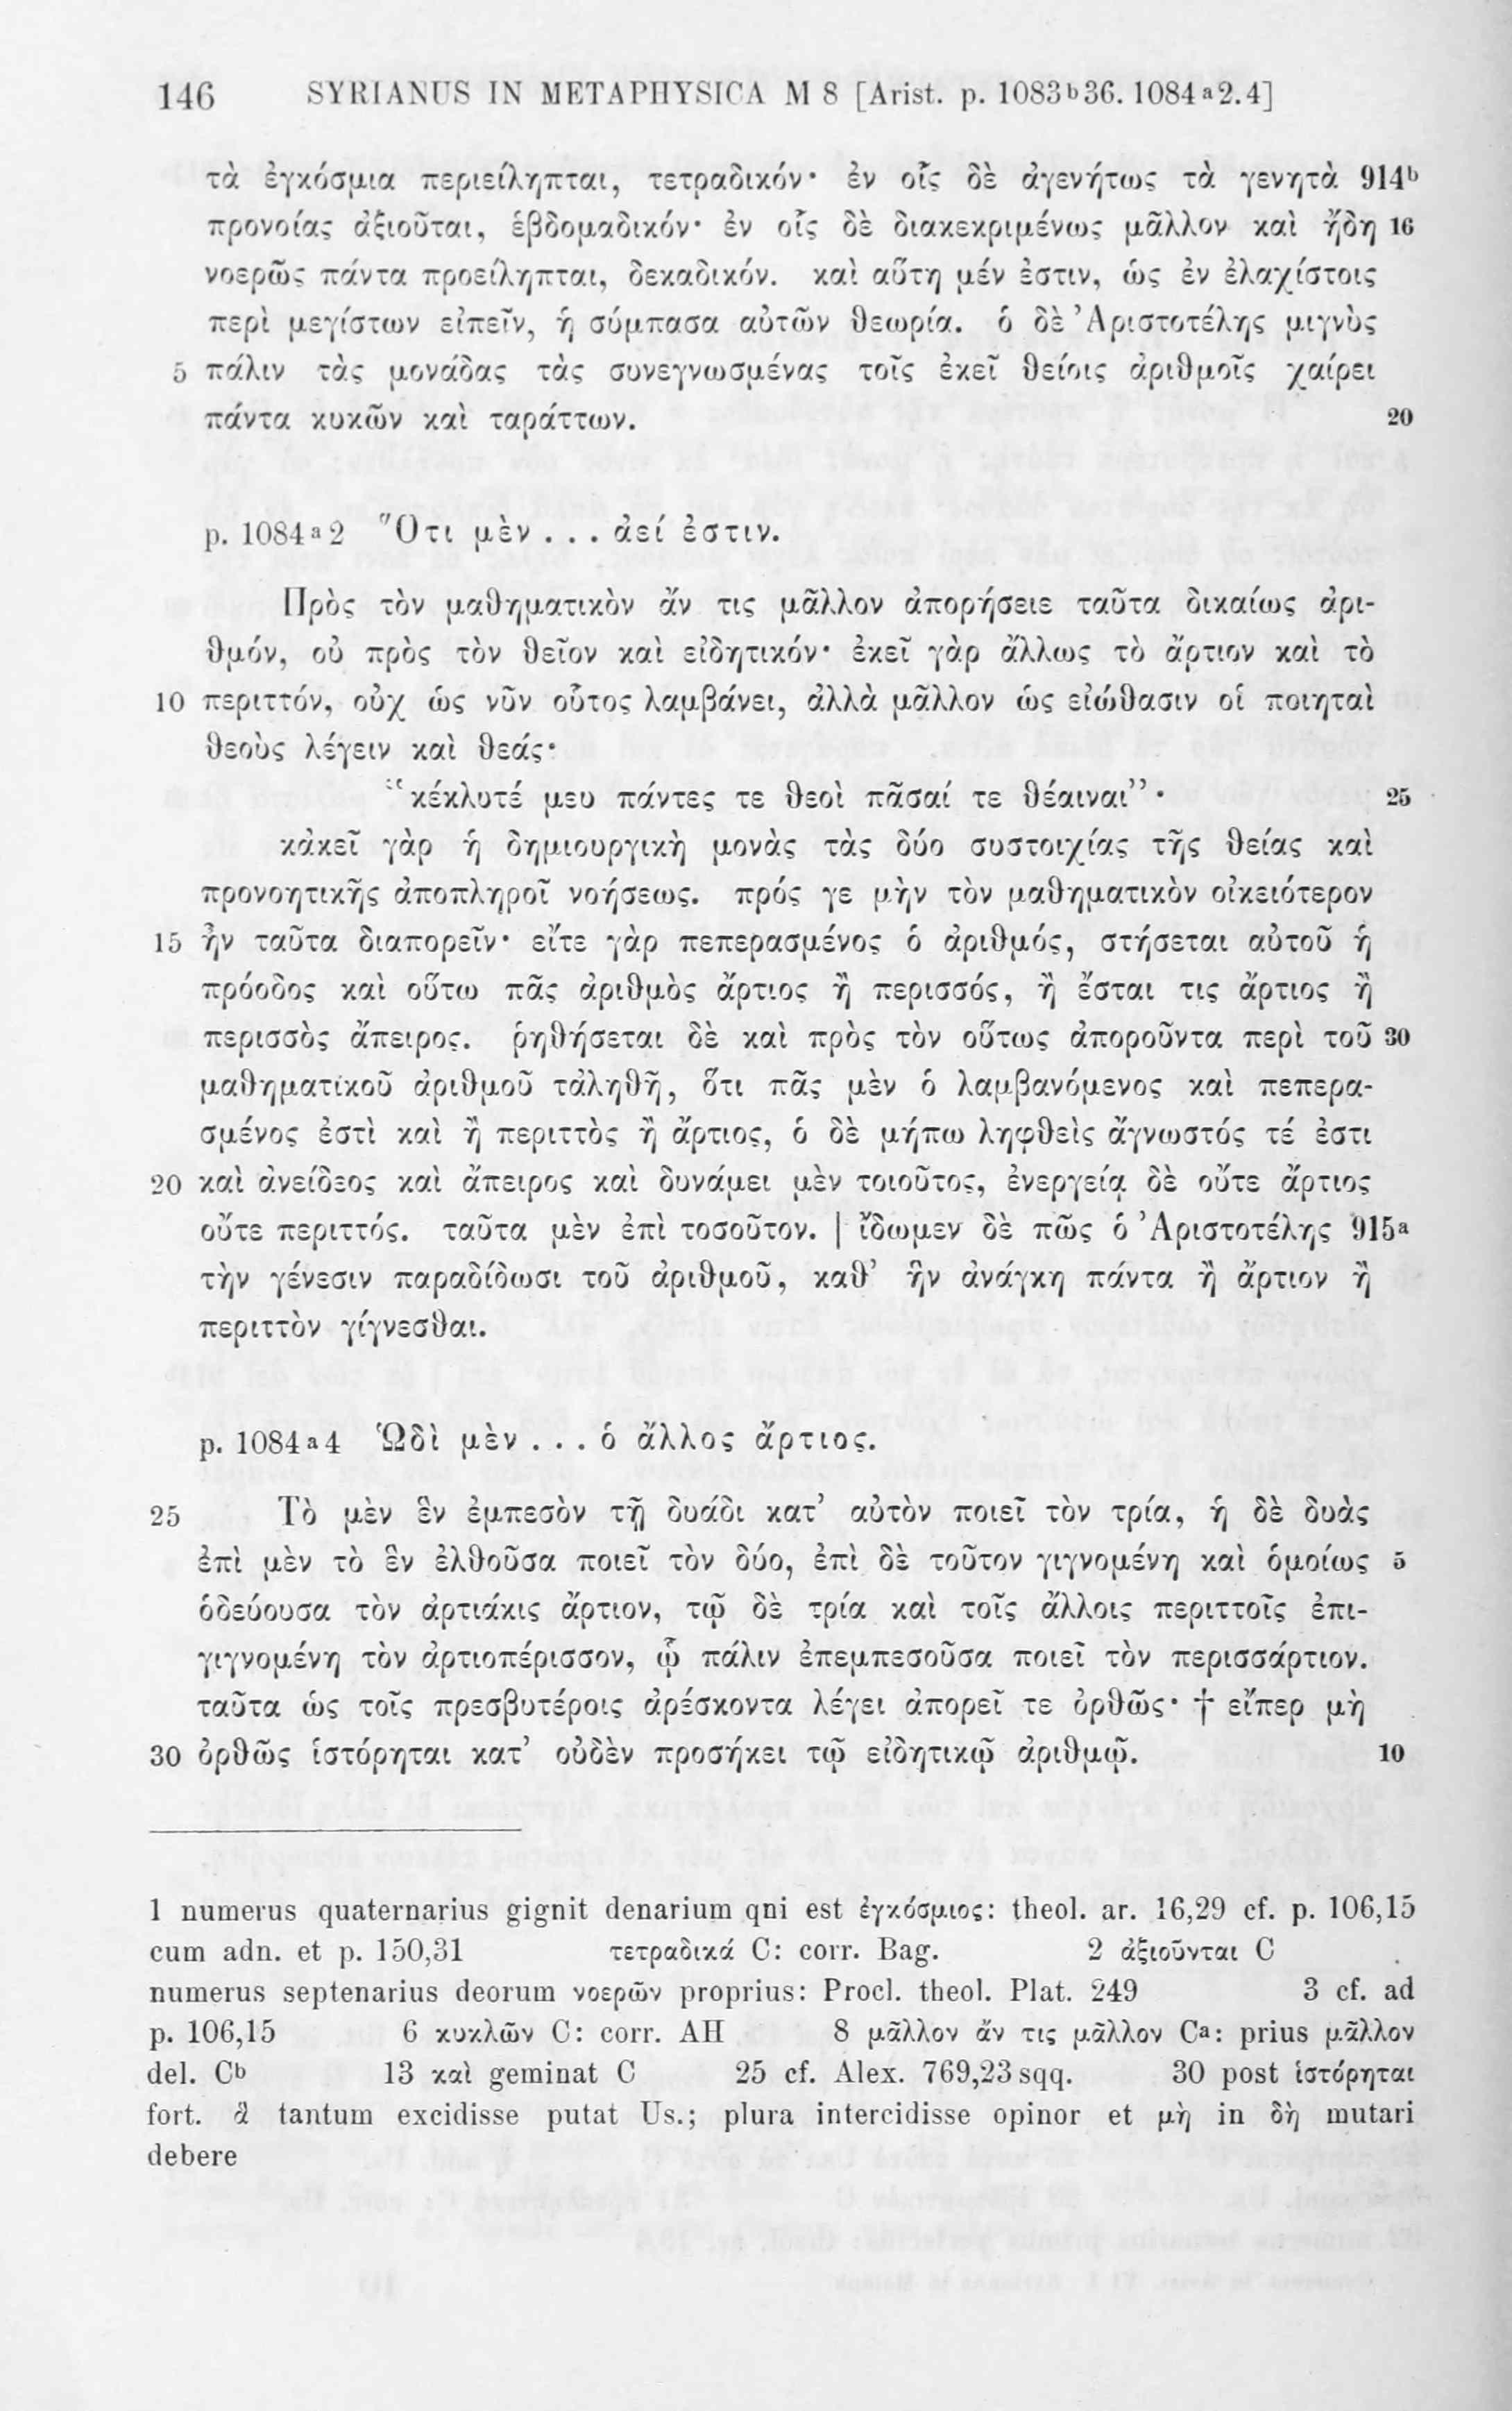 146 SYRIANUS IN METAPHYSICA M 8 [Arist. p. 1083ᵇ36. 1084ᵃ2.4]
τὰ ἐγκόσμια περιείληπται, τετραδικόν· ἐν οἷς δὲ ἀγενήτως τὰ γενητὰ 914ᵇ
προνοίας ἀξιοῦται, ἑβδομαδικόν· ἐν οἷς δὲ διακεκριμένως μᾶλλον καὶ ἤδη 16
νοερῶς πάντα προείληπται, δεκαδικόν. καὶ αὕτη μέν ἐστιν, ὡς ἐν ἐλαχίστοις
περὶ μεγίστων εἰπεῖν, ἡ σύμπασα αὐτῶν θεωρία. ὁ δὲ Ἀριστοτέλης μιγνὺς
5 πάλιν τὰς μονάδας τὰς συνεγνωσμένας τοῖς ἐκεῖ θείοις ἀριθμοῖς χαίρει
πάντα κυκῶν καὶ ταράττων. 20
p. 1084ᵃ2 Ὅτι μὲν . . . ἀεί ἐστιν.
Πρὸς τὸν μαθηματικὸν ἄν τις μᾶλλον ἀπορήσειε ταῦτα δικαίως ἀρι-
θμόν, οὐ πρὸς τὸν θεῖον καὶ εἰδητικόν· ἐκεῖ γὰρ ἄλλως τὸ ἄρτιον καὶ τὸ
10 περιττόν, οὐχ ὡς νῦν οὗτος λαμβάνει, ἀλλὰ μᾶλλον ὡς εἰώθασιν οἱ ποιηταὶ
θεοὺς λέγειν καὶ θεάς·
“κέκλυτέ μευ πάντες τε θεοὶ πᾶσαί τε θέαιναι”· 25
κἀκεῖ γὰρ ἡ δημιουργικὴ μονὰς τὰς δύο συστοιχίας τῆς θείας καὶ
προνοητικῆς ἀποπληροῖ νοήσεως. πρός γε μὴν τὸν μαθηματικὸν οἰκειότερον
15 ἦν ταῦτα διαπορεῖν· εἴτε γὰρ πεπερασμένος ὁ ἀριθμός, στήσεται αὐτοῦ ἡ
πρόοδος καὶ οὕτω πᾶς ἀριθμὸς ἄρτιος ἢ περισσός, ἢ ἔσται τις ἄρτιος ἢ
περισσὸς ἄπειρος. ῥηθήσεται δὲ καὶ πρὸς τὸν οὕτως ἀποροῦντα περὶ τοῦ 30
μαθηματικοῦ ἀριθμοῦ τἀληθῆ, ὅτι πᾶς μὲν ὁ λαμβανόμενος καὶ πεπερα-
σμένος ἐστὶ καὶ ἢ περιττὸς ἢ ἄρτιος, ὁ δὲ μήπω ληφθεὶς ἄγνωστός τέ ἐστι
20 καὶ ἀνείδεος καὶ ἄπειρος καὶ δυνάμει μὲν τοιοῦτος, ἐνεργείᾳ δὲ οὔτε ἄρτιος
οὔτε περιττός. ταῦτα μὲν ἐπὶ τοσοῦτον. | ἴδωμεν δὲ πῶς ὁ Ἀριστοτέλης 915ᵃ
τὴν γένεσιν παραδίδωσι τοῦ ἀριθμοῦ, καθ’ ἣν ἀνάγκη πάντα ἢ ἄρτιον ἢ
περιττὸν γίγνεσθαι.
p. 1084ᵃ4 Ὡδὶ μὲν . . . ὁ ἄλλος ἄρτιος.
25 Τὸ μὲν ἓν ἐμπεσὸν τῇ δυάδι κατ’ αὐτὸν ποιεῖ τὸν τρία, ἡ δὲ δυὰς
ἐπὶ μὲν τὸ ἓν ἐλθοῦσα ποιεῖ τὸν δύο, ἐπὶ δὲ τοῦτον γιγνομένη καὶ ὁμοίως 5
ὁδεύουσα τὸν ἀρτιάκις ἄρτιον, τῷ δὲ τρία καὶ τοῖς ἄλλοις περιττοῖς ἐπι-
γιγνομένη τὸν ἀρτιοπέρισσον, ᾧ πάλιν ἐπεμπεσοῦσα ποιεῖ τὸν περισσάρτιον.
ταῦτα ὡς τοῖς πρεσβυτέροις ἀρέσκοντα λέγει ἀπορεῖ τε ὀρθῶς· † εἴπερ μὴ
30 ὀρθῶς ἱστόρηται κατ’ οὐδὲν προσήκει τῷ εἰδητικῷ ἀριθμῷ. 10
1 numerus quaternarius gignit denarium qni est ἐγκόσμιος: theol. ar. 16,29 cf. p. 106,15
cum adn. et p. 150,31 τετραδικά C: corr. Bag. 2 ἀξιοῦνται C
numerus septenarius deorum νοερῶν proprius: Procl. theol. Plat. 249 3 cf. ad
p. 106,15 6 κυκλῶν C: corr. AH 8 μᾶλλον ἄν τις μᾶλλον Cᵃ: prius μᾶλλον
del. Cᵇ 13 καὶ geminat C 25 cf. Alex. 769,23 sqq. 30 post ἱστόρηται
fort. ἃ tantum excidisse putat Us.; plura intercidisse opinor et μὴ in δὴ mutari
debere